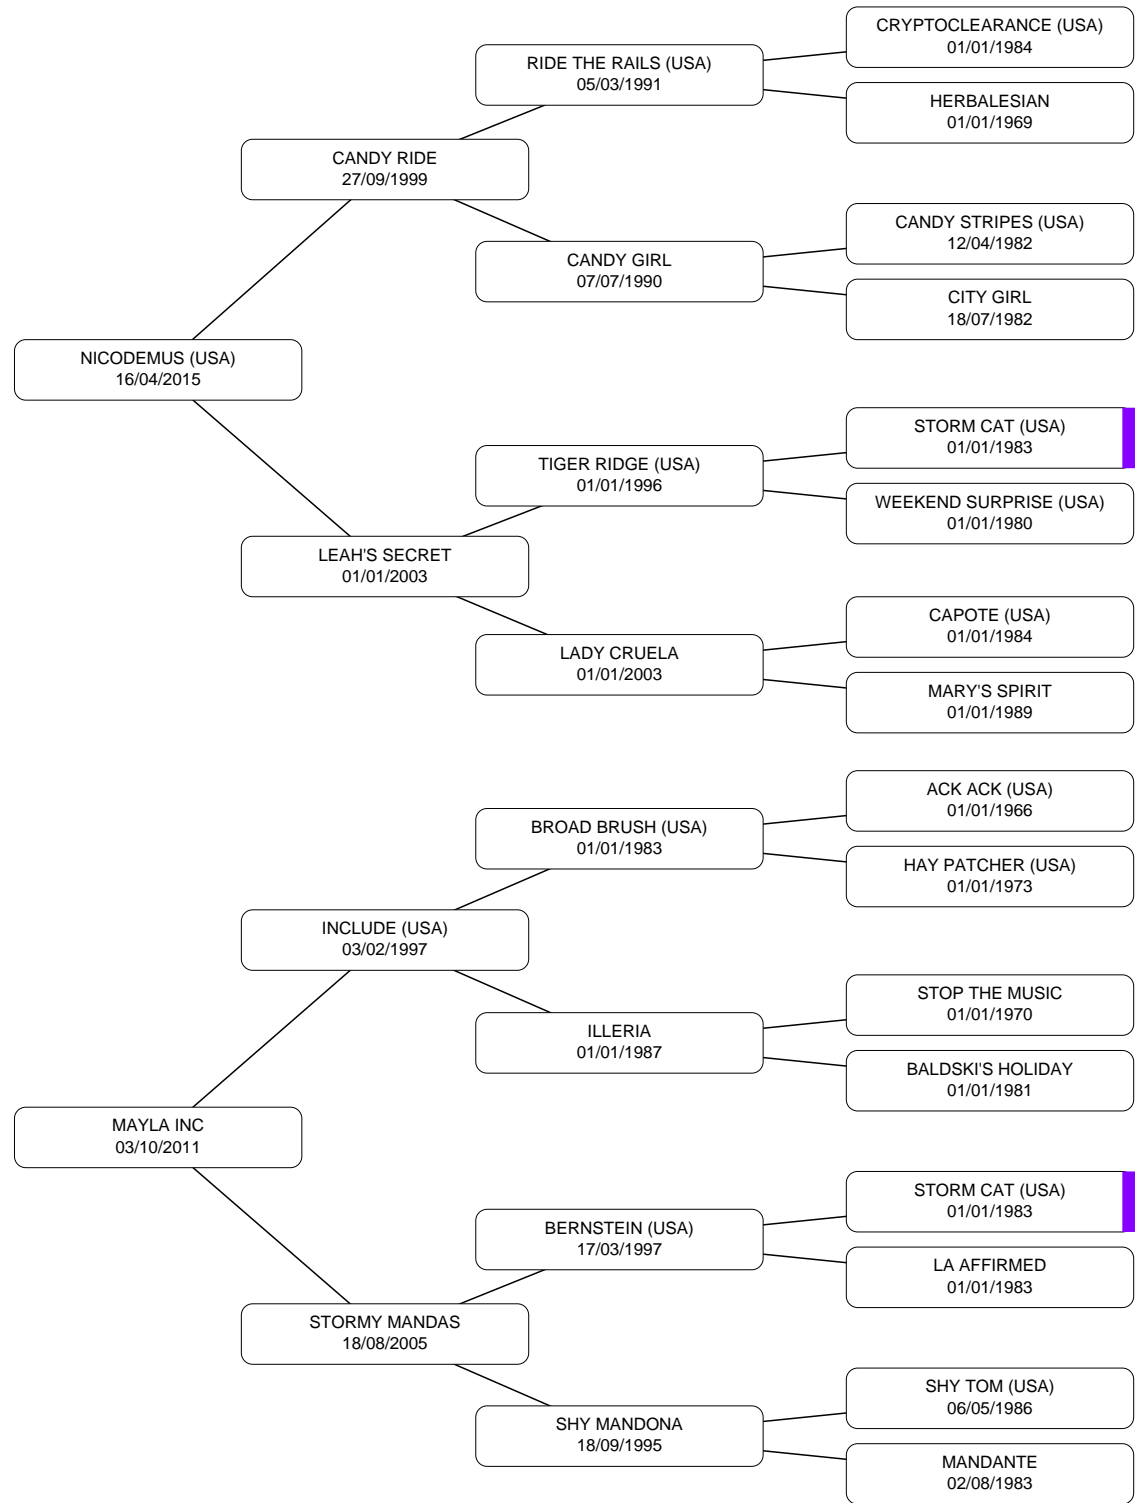 CRYPTOCLEARANCE (USA)
01/01/1984
RIDE THE RAILS (USA)
05/03/1991
HERBALESIAN
01/01/1969
CANDY RIDE
27/09/1999
CANDY STRIPES (USA)
12/04/1982
CANDY GIRL
07/07/1990
CITY GIRL
18/07/1982
NICODEMUS (USA)
16/04/2015
STORM CAT (USA)
01/01/1983
TIGER RIDGE (USA)
01/01/1996
WEEKEND SURPRISE (USA)
01/01/1980
LEAH'S SECRET
01/01/2003
CAPOTE (USA)
01/01/1984
LADY CRUELA
01/01/2003
MARY'S SPIRIT
01/01/1989
ACK ACK (USA)
01/01/1966
BROAD BRUSH (USA)
01/01/1983
HAY PATCHER (USA)
01/01/1973
INCLUDE (USA)
03/02/1997
STOP THE MUSIC
01/01/1970
ILLERIA
01/01/1987
BALDSKI'S HOLIDAY
01/01/1981
MAYLA INC
03/10/2011
STORM CAT (USA)
01/01/1983
BERNSTEIN (USA)
17/03/1997
LA AFFIRMED
01/01/1983
STORMY MANDAS
18/08/2005
SHY TOM (USA)
06/05/1986
SHY MANDONA
18/09/1995
MANDANTE
02/08/1983